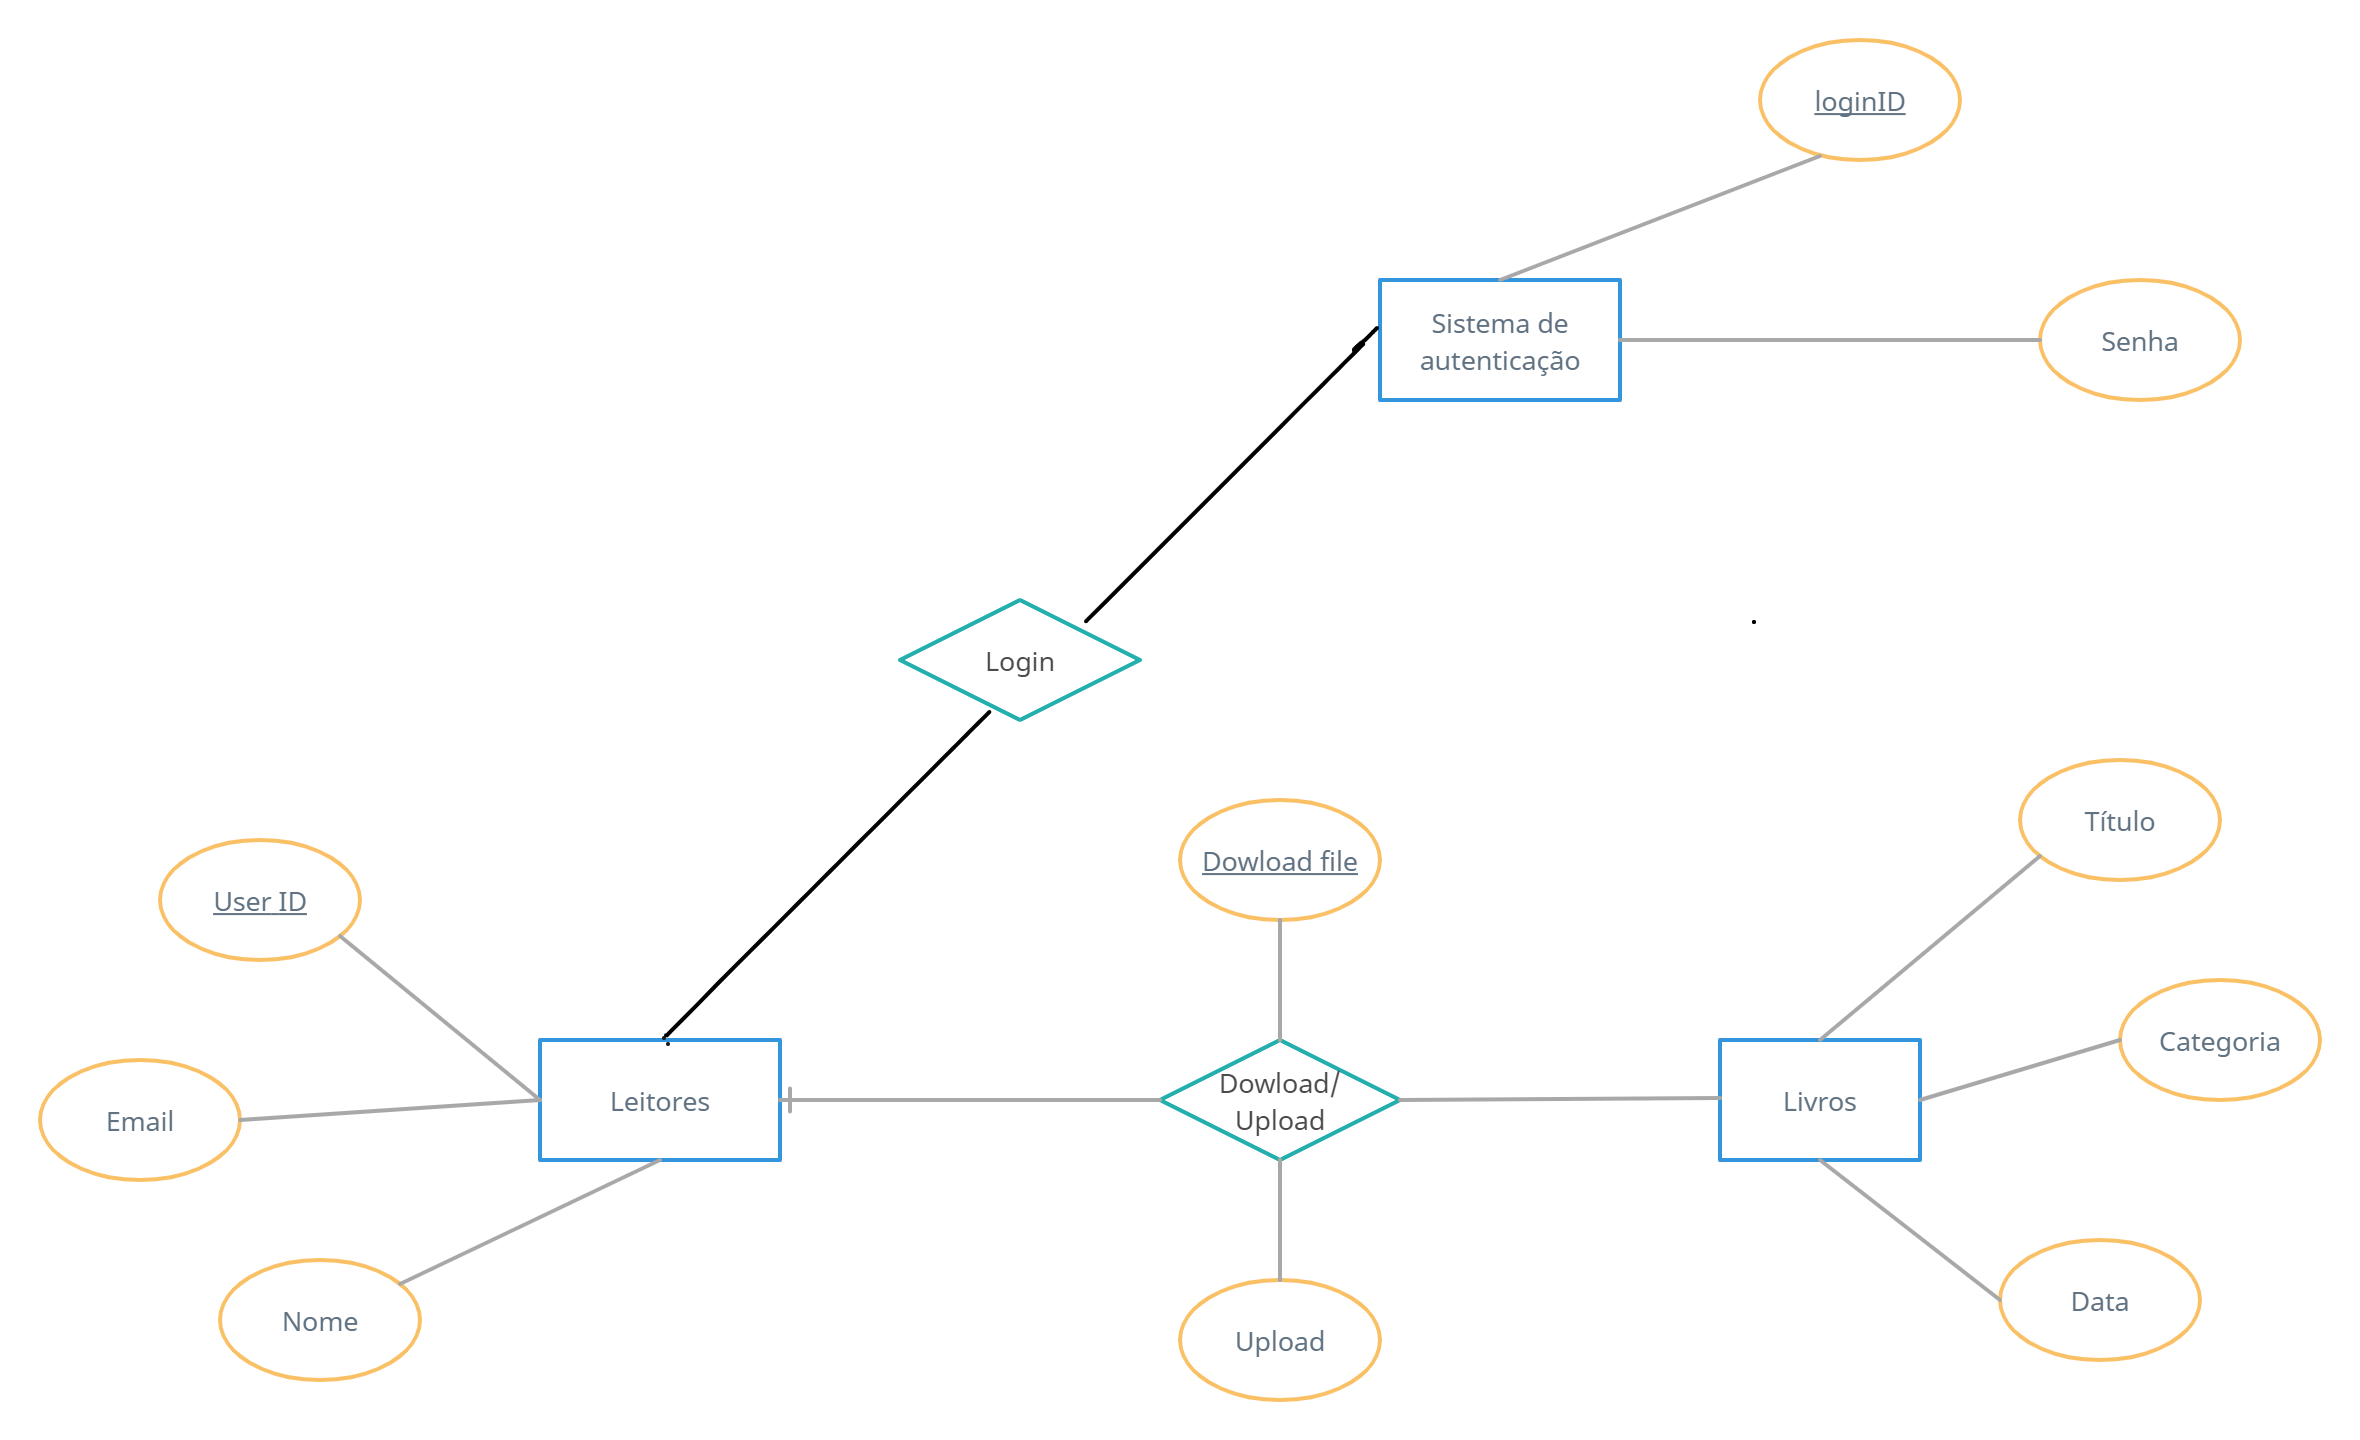 loginID
Sistema de
autenticação
Senha
Login
Título
Dowload file
User ID
Categoria
Dowload/
Upload
Leitores
Livros
Email
Data
Nome
Upload